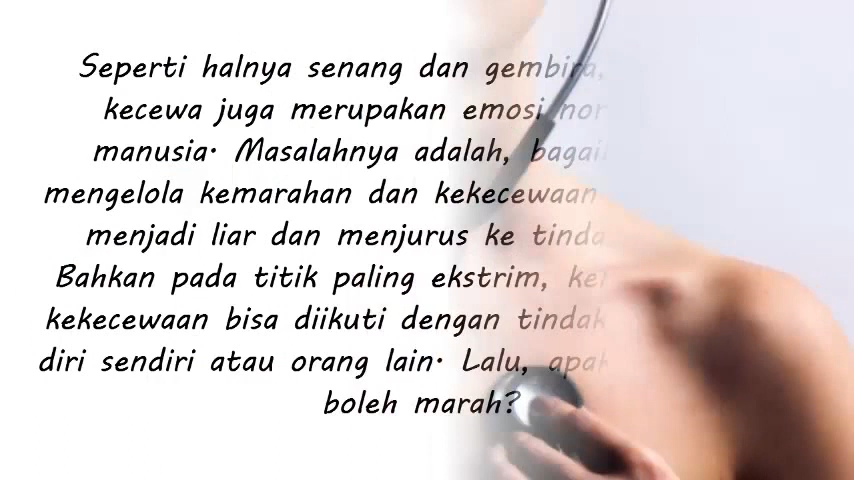 Seperti halnya senang dan gembira,
kecewa juga merupakan emosi
manusia. Masalahnya adalah,
mengelola kemarahan dan kekecewaan
menjadi liar dan menjurus ke
Bahkan pada titik paling ekstrim,
kekecewaan bisa diikuti dengan
diri sendiri atau orang lain. Lalu,
boleh marah?